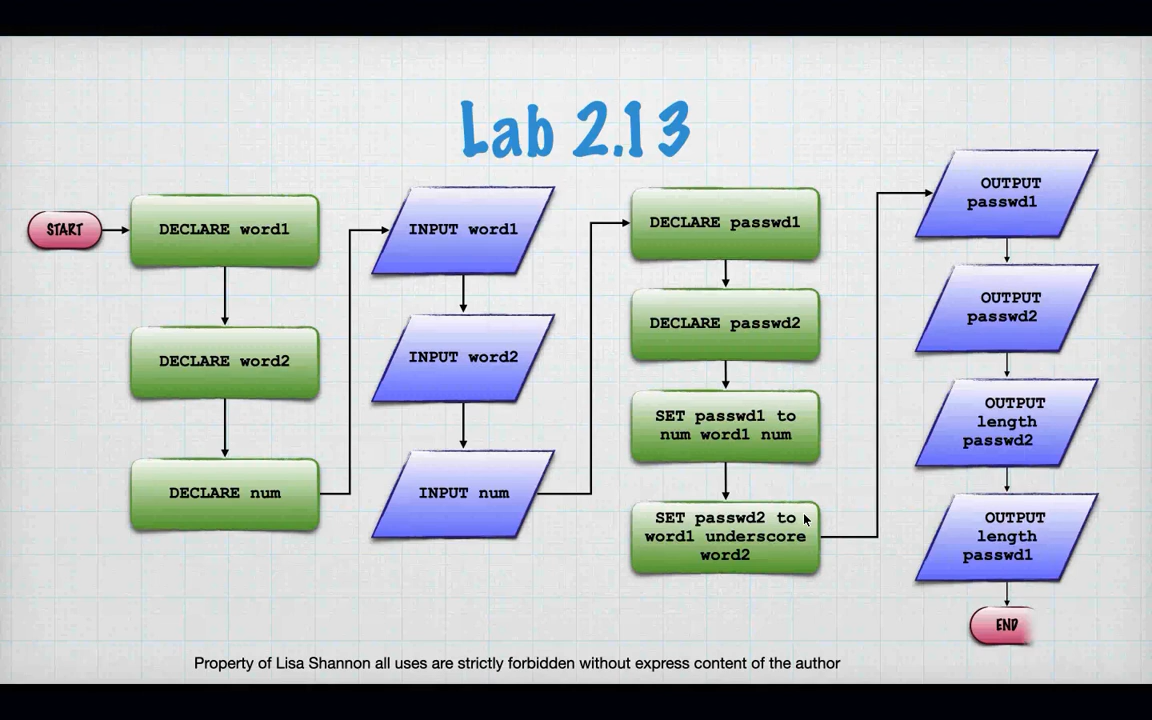 Lab 2.13
START
DECLARE word1
DECLARE word2
DECLARE num
INPUT word1
INPUT word2
INPUT num
DECLARE passwd1
DECLARE passwd2
SET passwd1 to
num word1 num
SET passwd2 to
word1 underscore
word2
OUTPUT
passwd1
OUTPUT
passwd2
OUTPUT
length
passwd2
OUTPUT
length
passwd1
END
Property of Lisa Shannon all uses are strictly forbidden without express content of the author